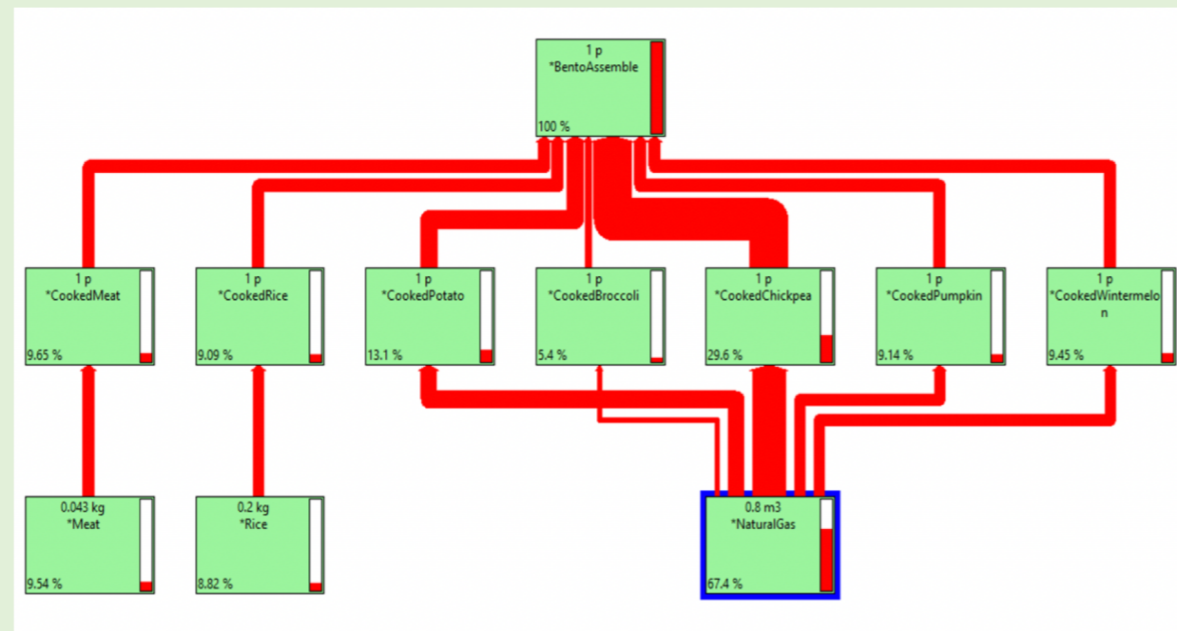 1 p
*BentoAssemble
100 %
1 p
*CookedMeat
9.65 %
1 p
*CookedRice
9.09 %
1 p
*CookedPotato
13.1 %
1 p
*CookedBroccoli
5.4 %
1 p
*CookedChickpea
29.6 %
1 p
*CookedPumpkin
9.14 %
1 p
*CookedWintermelo
n
9.45 %
0.043 kg
*Meat
9.54 %
0.2 kg
*Rice
8.82 %
0.8 m3
*NaturalGas
67.4 %